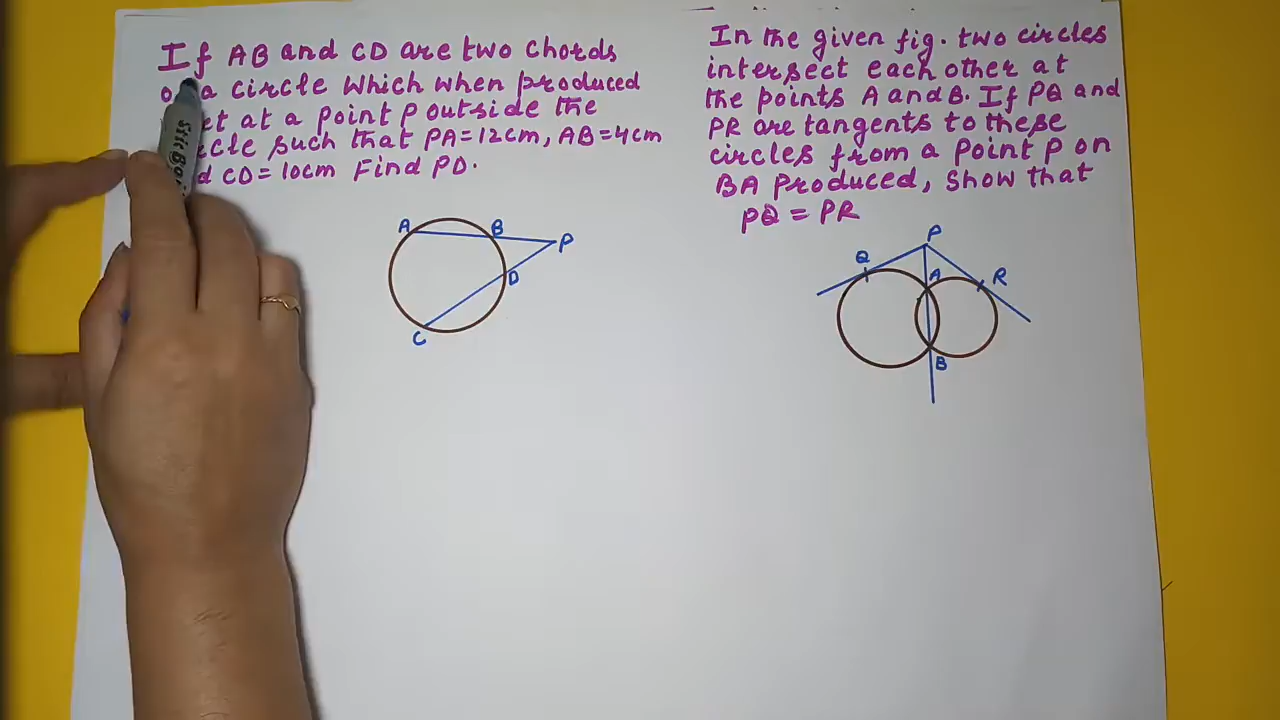 If AB and CD are two chords
a circle which when produced
at a point P outside the
such that PA=12cm, AB=4cm
CD=10cm Find PD.
A B P
D
C
In the given fig. two circles
intersect each other at
the points A and B. If PQ and
PR are tangents to these
circles from a point P on
BA produced, show that
PQ = PR
P
Q A R
B